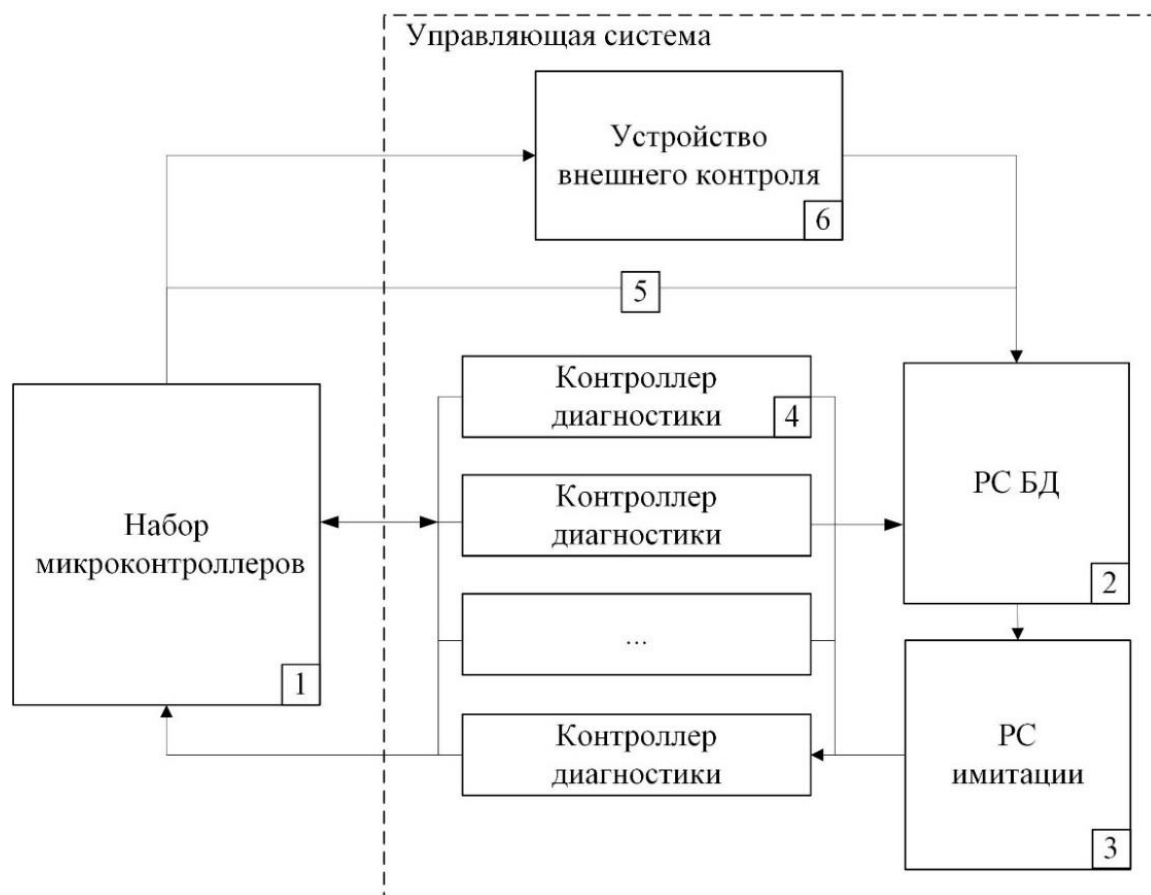 Управляющая система
Устройство
внешнего контроля
6
5
Контроллер
диагностики
4
Контроллер
диагностики
РС БД
2
Набор
микроконтроллеров
1
...
Контроллер
диагностики
РС
имитации
3